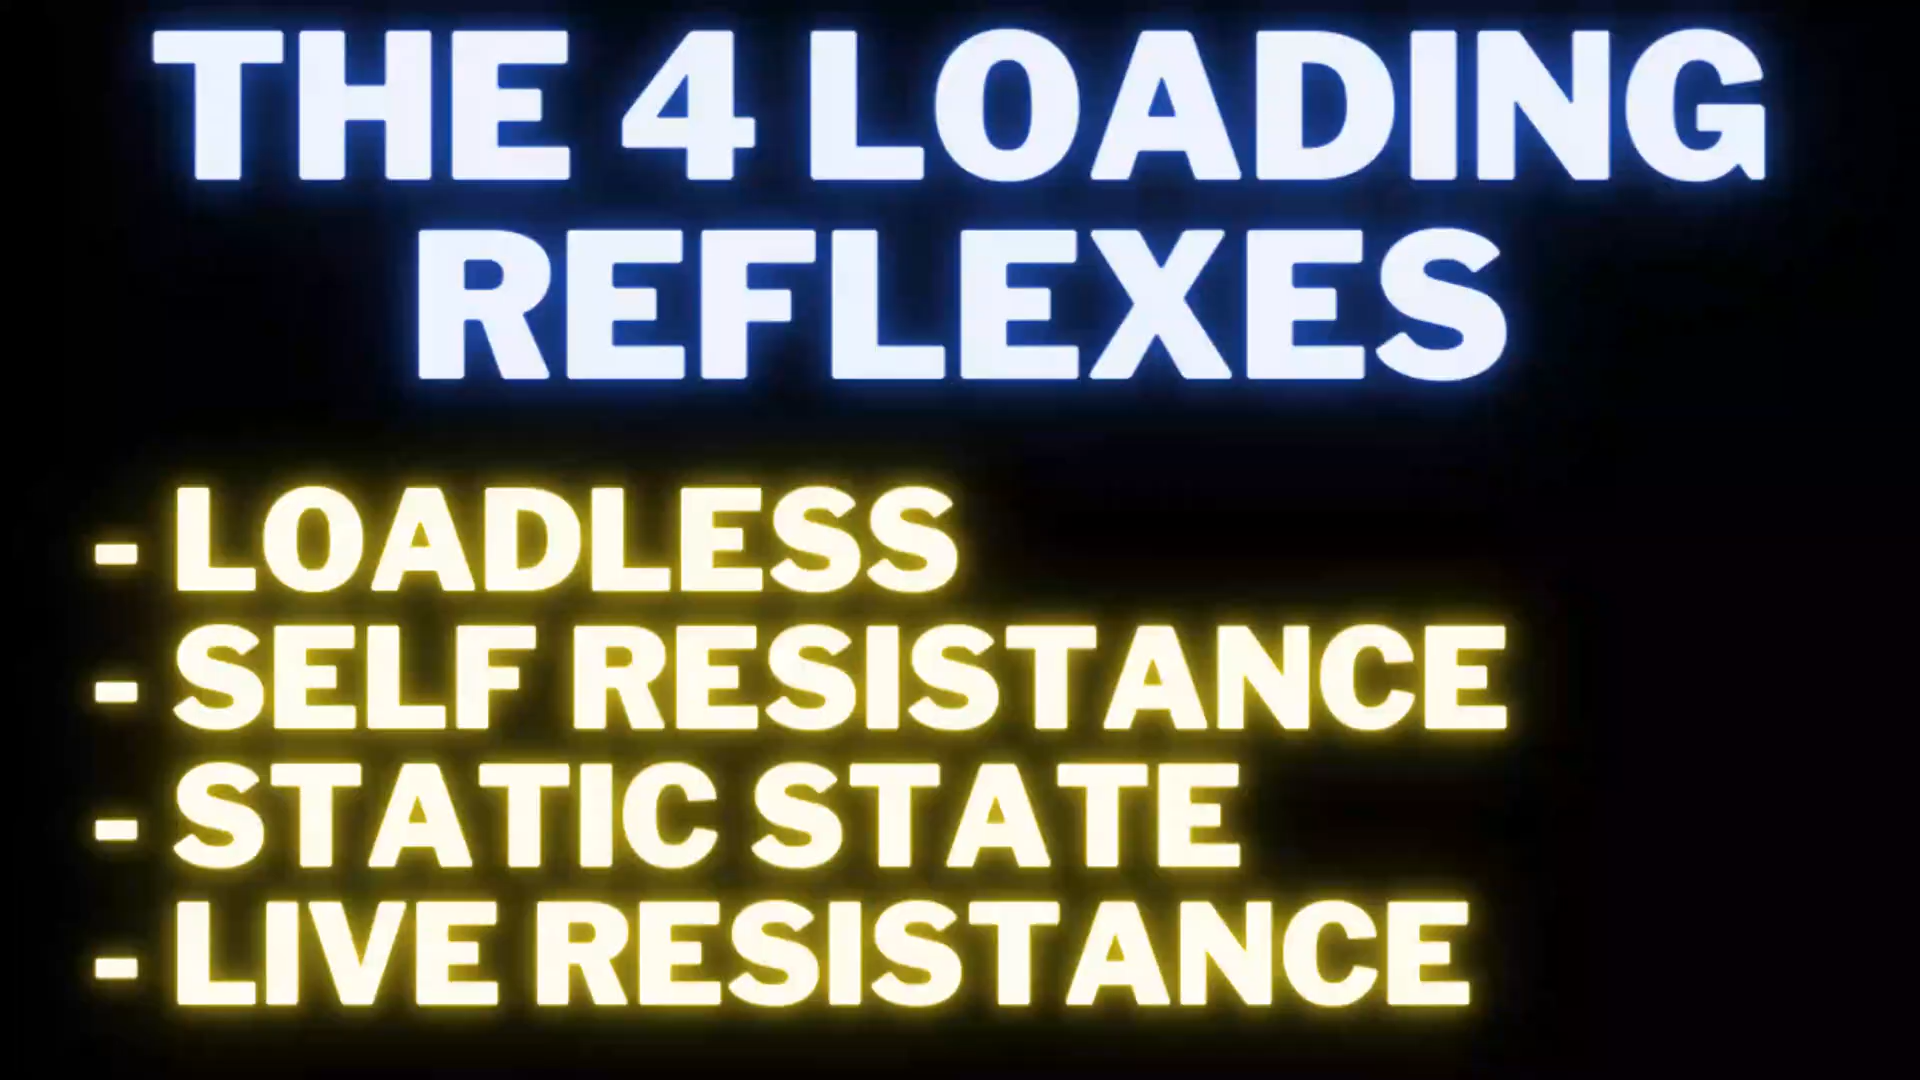 THE 4 LOADING
REFLEXES
- LOADLESS
- SELF RESISTANCE
- STATIC STATE
- LIVE RESISTANCE